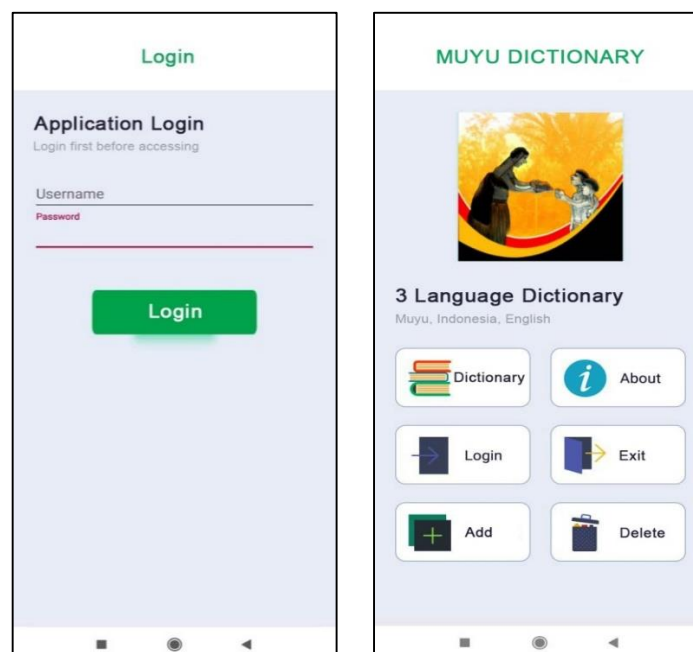 Login
Application Login
Login first before accessing
Username
Password
Login
MUYU DICTIONARY
3 Language Dictionary
Muyu, Indonesia, English
Dictionary
About
Login
Exit
Add
Delete